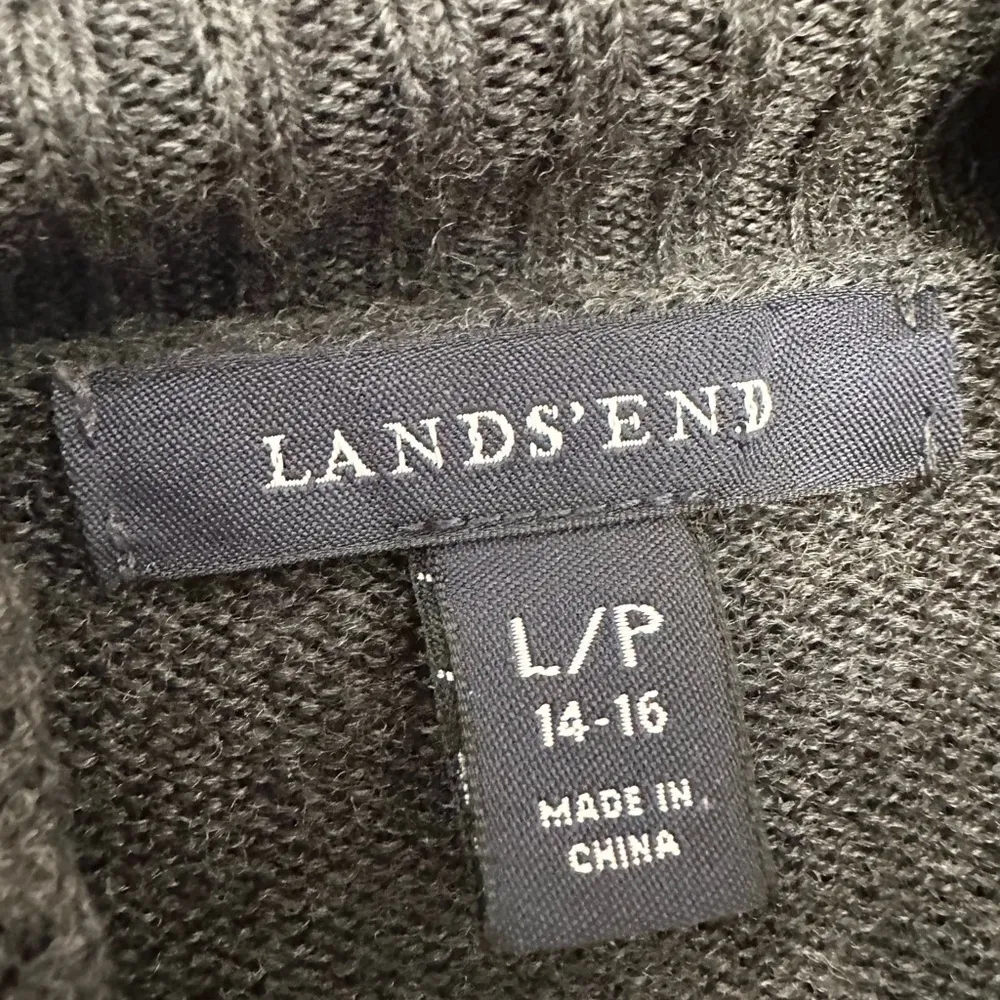 LANDS' END
L/P
14-16
MADE IN
CHINA